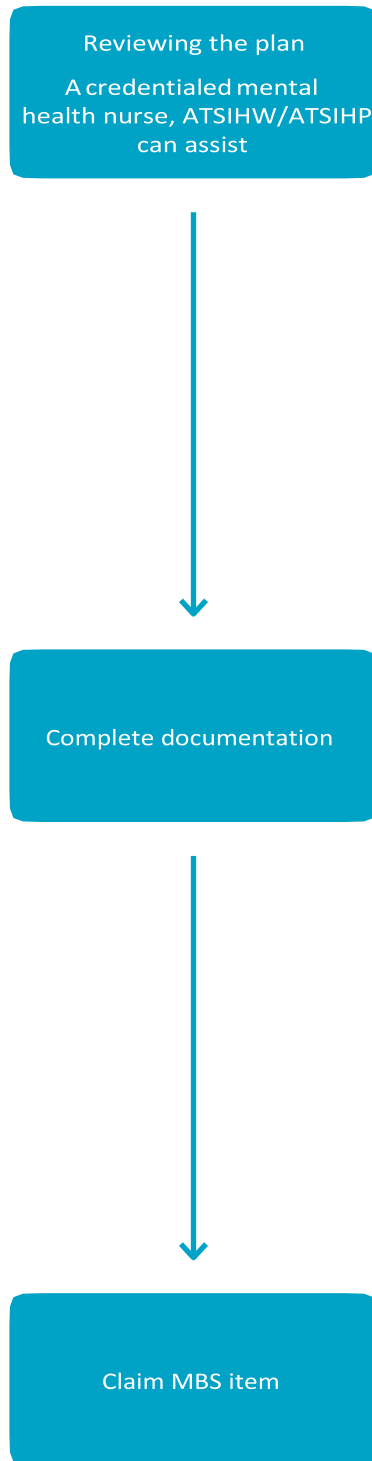 Reviewing the plan
A credentialed mental
health nurse, ATSIHW/ATSIHP
can assist
Complete documentation
Claim MBS item